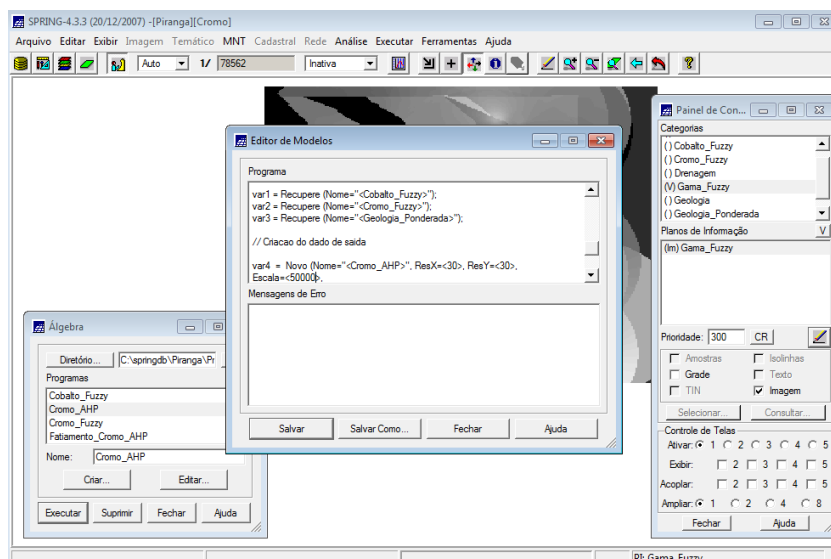 SPRING-4.3.3 (20/12/2007) -[Piranga][Cromo]
Arquivo Editar Exibir Imagem Temático MNT Cadastral Rede Análise Executar Ferramentas Ajuda
Auto 1/ 78562 Inativa
Editor de Modelos
Programa
var1 = Recupere (Nome="<Cobalto_Fuzzy>");
var2 = Recupere (Nome="<Cromo_Fuzzy>");
var3 = Recupere (Nome="<Geologia_Ponderada>");
// Criacao do dado de saida
var4 = Novo (Nome="<Cromo_AHP>", ResX=<30>, ResY=<30>,
Escala=<50000>,
Mensagens de Erro
Salvar Salvar Como... Fechar Ajuda
Álgebra
Diretório... C:\springdb\Piranga\Pr
Programas
Cobalto_Fuzzy
Cromo_AHP
Cromo_Fuzzy
Fatiamento_Cromo_AHP
Nome: Cromo_AHP
Criar... Editar...
Executar Suprimir Fechar Ajuda
Painel de Con...
Categorias
() Cobalto_Fuzzy
() Cromo_Fuzzy
() Drenagem
(V) Gama_Fuzzy
() Geologia
() Geologia_Ponderada
Planos de Informação V
(Im) Gama_Fuzzy
Prioridade: 300 CR
Amostras Isolinhas
Grade Texto
TIN Imagem
Selecionar... Consultar...
Controle de Telas
Ativar: 1 2 3 4 5
Exibir: 2 3 4 5
Acoplar: 2 3 4 5
Ampliar: 1 2 4 8
Fechar Ajuda
PI: Gama_Fuzzy